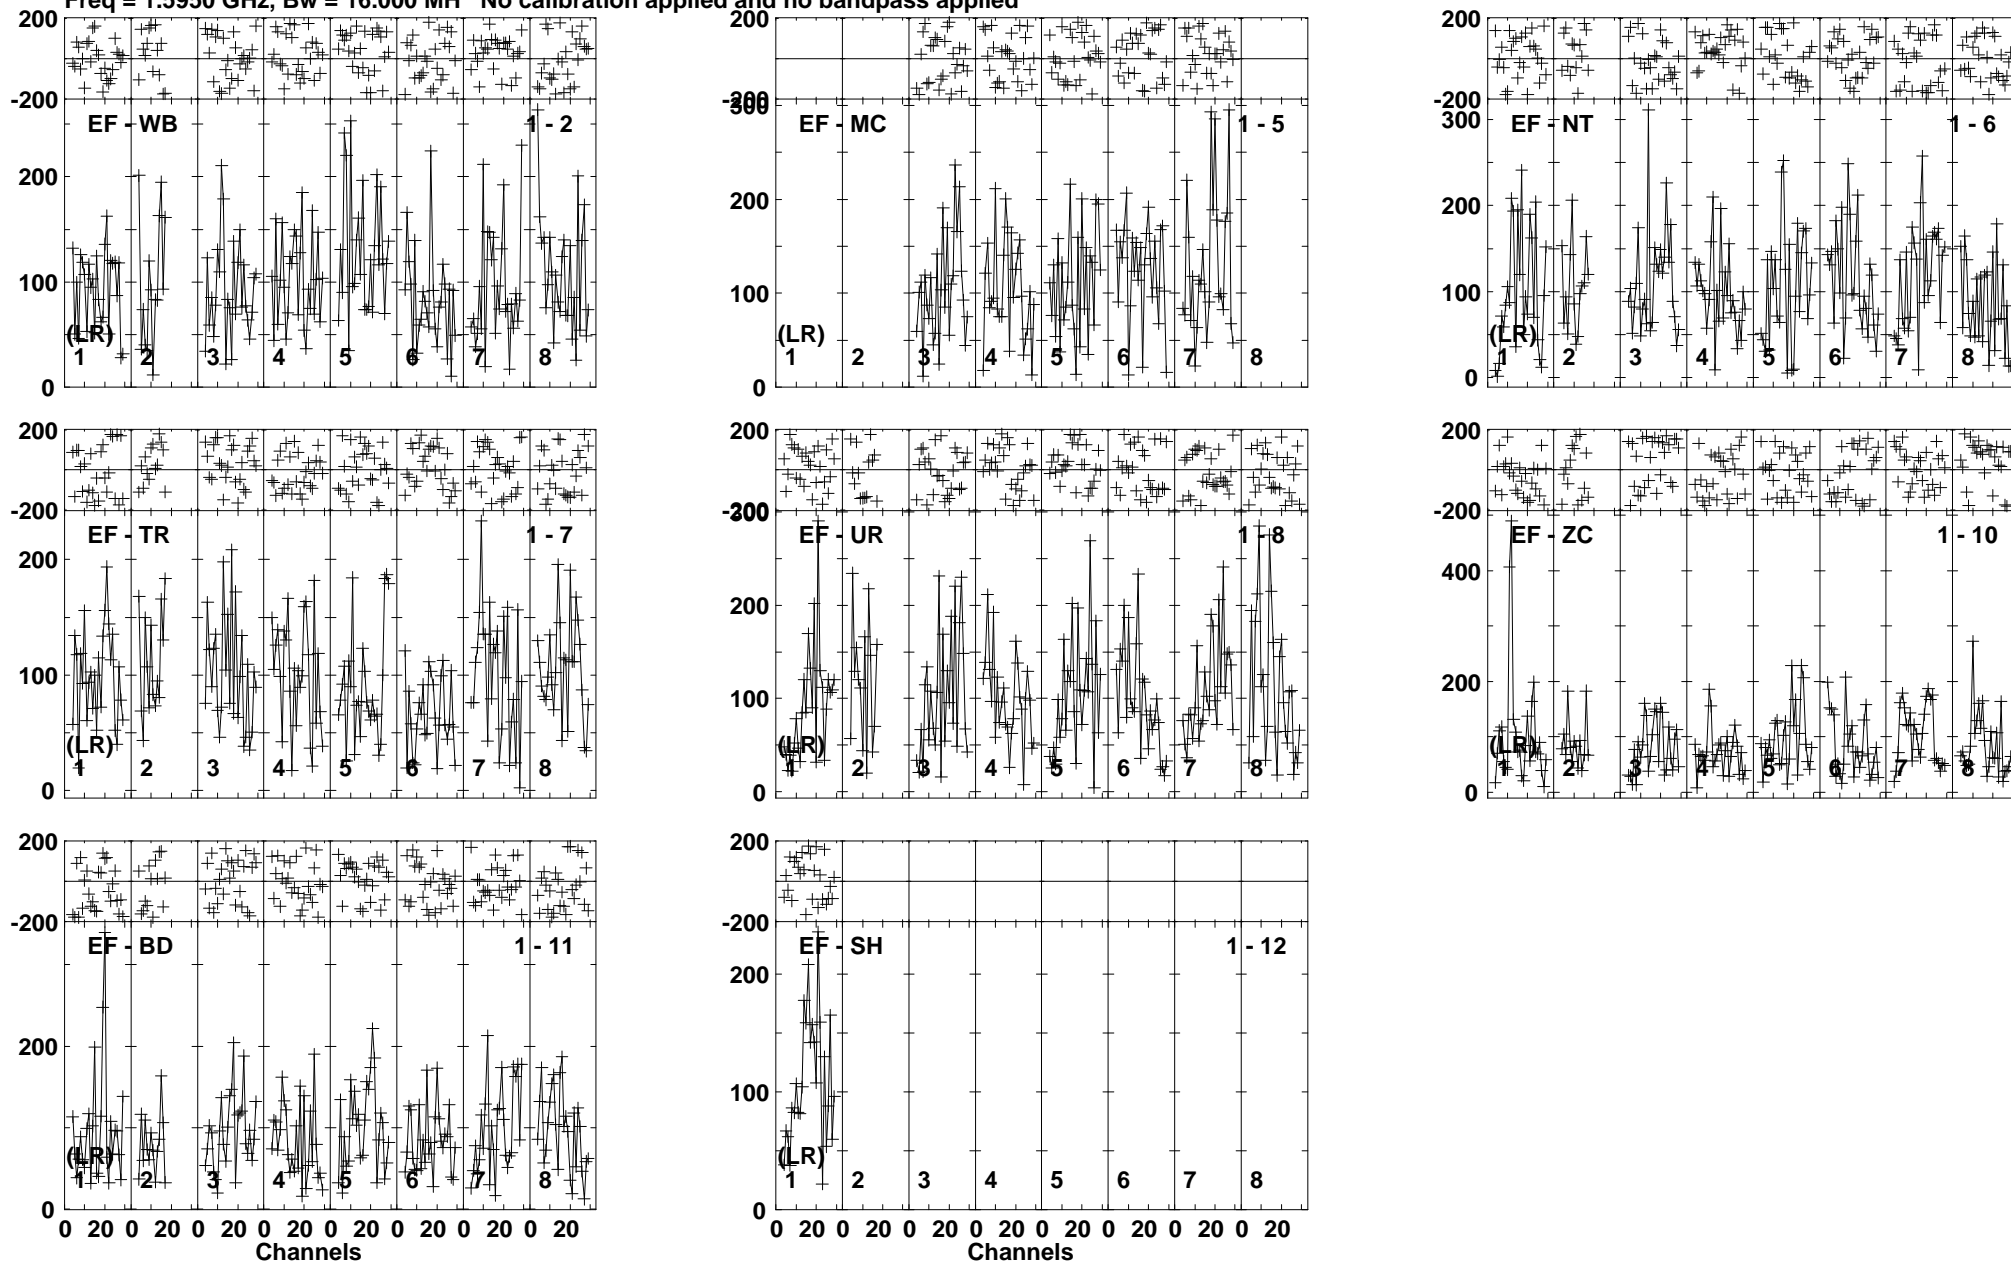 Freq = 1.5950 GHz, Bw = 16.000 MH No calibration applied and no bandpass applied
200
-200
EF - WB
1 - 2
200
100
0
(LR)
1 2 3 4 5 6 7 8
200
-200
300
EF - MC
1 - 5
200
100
0
(LR)
1 2 3 4 5 6 7 8
200
-200
300
EF - NT
1 - 6
200
100
0
(LR)
1 2 3 4 5 6 7 8
200
-200
EF - TR
1 - 7
200
100
0
(LR)
1 2 3 4 5 6 7 8
200
-200
300
EF - UR
1 - 8
200
100
0
(LR)
1 2 3 4 5 6 7 8
200
-200
EF - ZC
1 - 10
400
200
0
(LR)
1 2 3 4 5 6 7 8
200
-200
EF - BD
1 - 11
200
0
(LR)
1 2 3 4 5 6 7 8
0 20 0 20 0 20 0 20 0 20 0 20 0 20 0 20
Channels
200
-200
EF - SH
1 - 12
200
100
0
(LR)
1 2 3 4 5 6 7 8
0 20 0 20 0 20 0 20 0 20 0 20 0 20 0 20
Channels